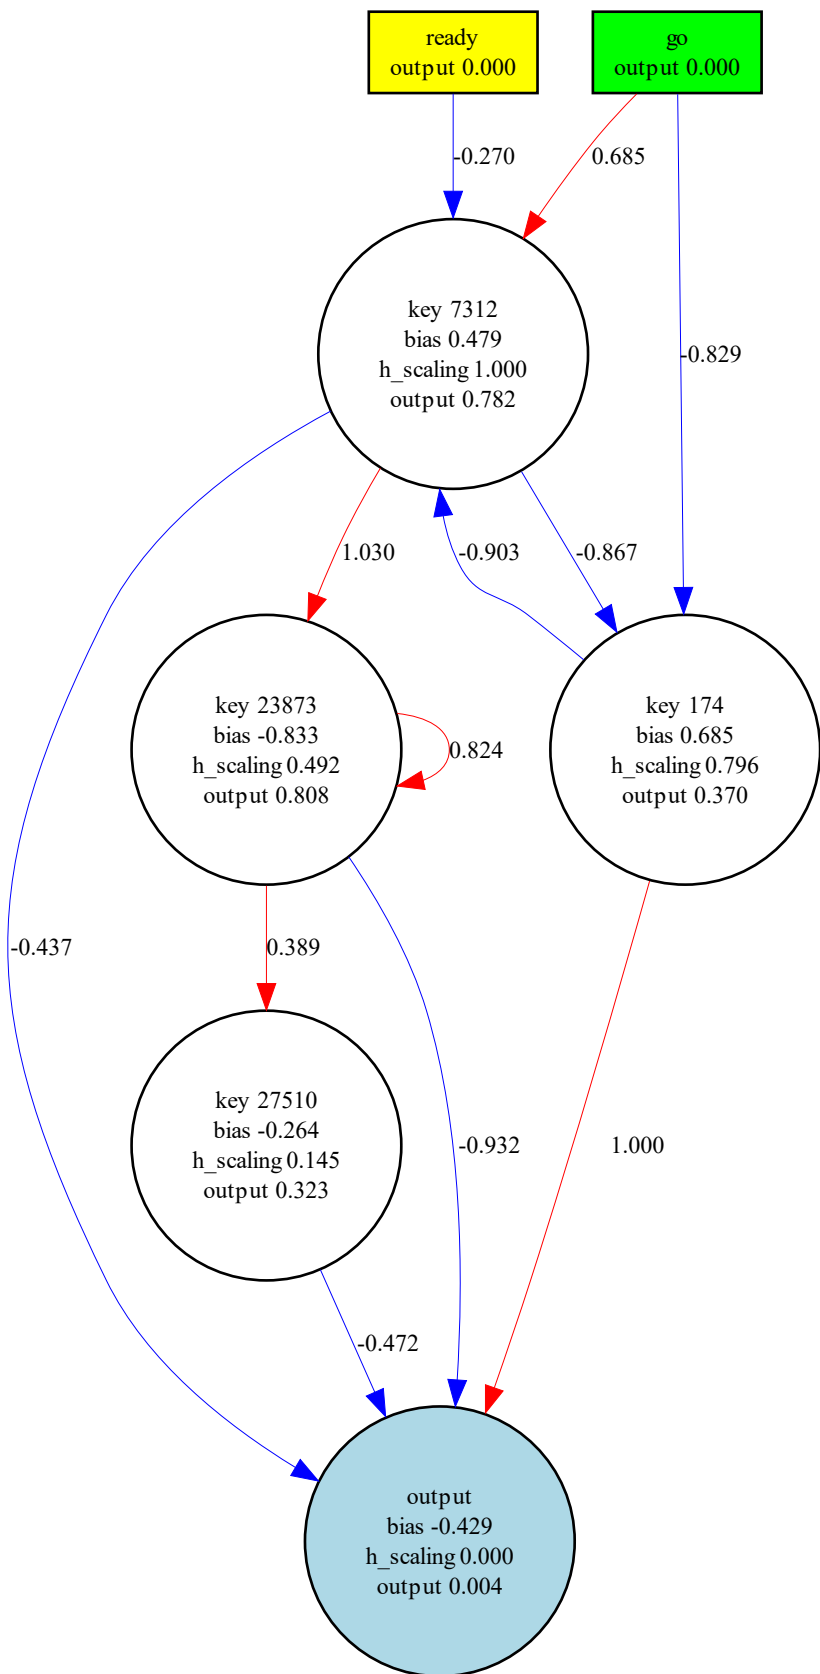 ready
output 0.000
go
output 0.000
-0.270
0.685
key 7312
bias 0.479
h_scaling 1.000
output 0.782
-0.829
1.030
-0.903
-0.867
key 23873
bias -0.833
h_scaling 0.492
output 0.808
0.824
key 174
bias 0.685
h_scaling 0.796
output 0.370
-0.437
0.389
key 27510
bias -0.264
h_scaling 0.145
output 0.323
-0.932
1.000
-0.472
output
bias -0.429
h_scaling 0.000
output 0.004